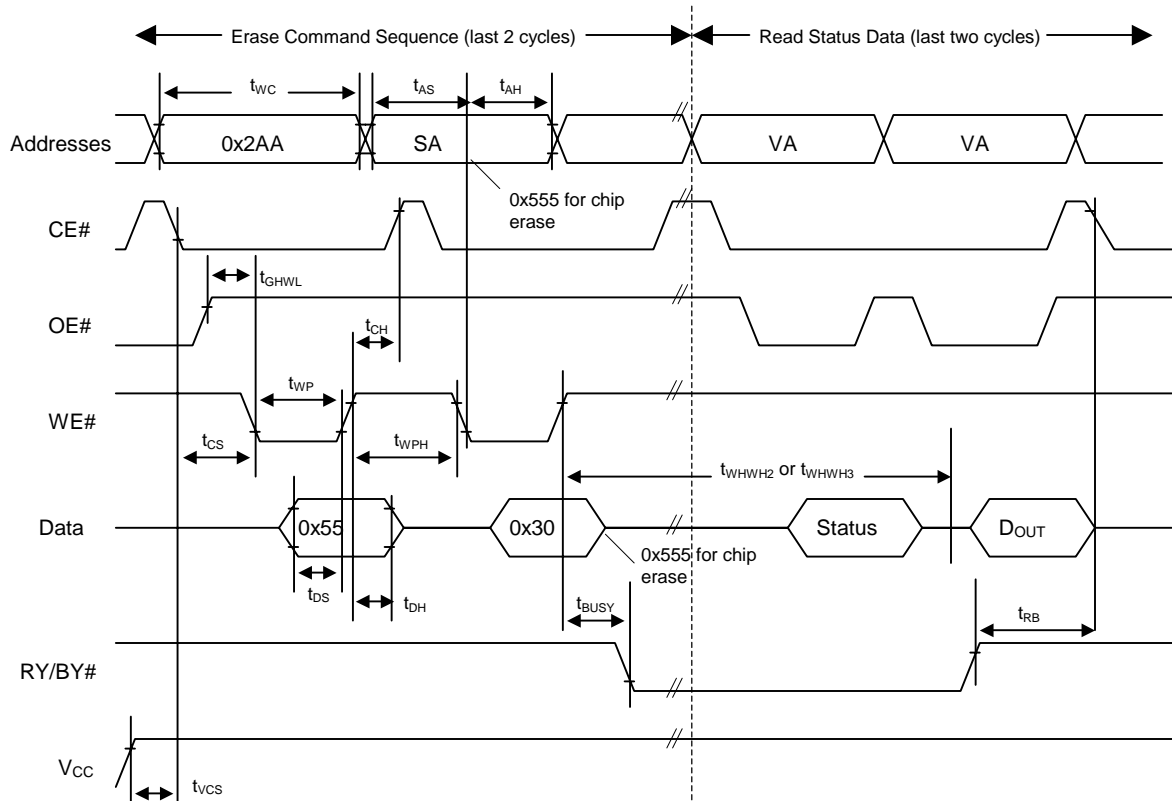 Erase Command Sequence (last 2 cycles)
Read Status Data (last two cycles)
tWC
tAS
tAH
Addresses
0x2AA
SA
VA
VA
0x555 for chip
erase
CE#
tGHWL
OE#
tCH
tWP
WE#
tCS
tWPH
tWHWH2 or tWHWH3
Data
0x55
0x30
Status
DOUT
0x555 for chip
erase
tDS
tDH
tBUSY
tRB
RY/BY#
VCC
tVCS